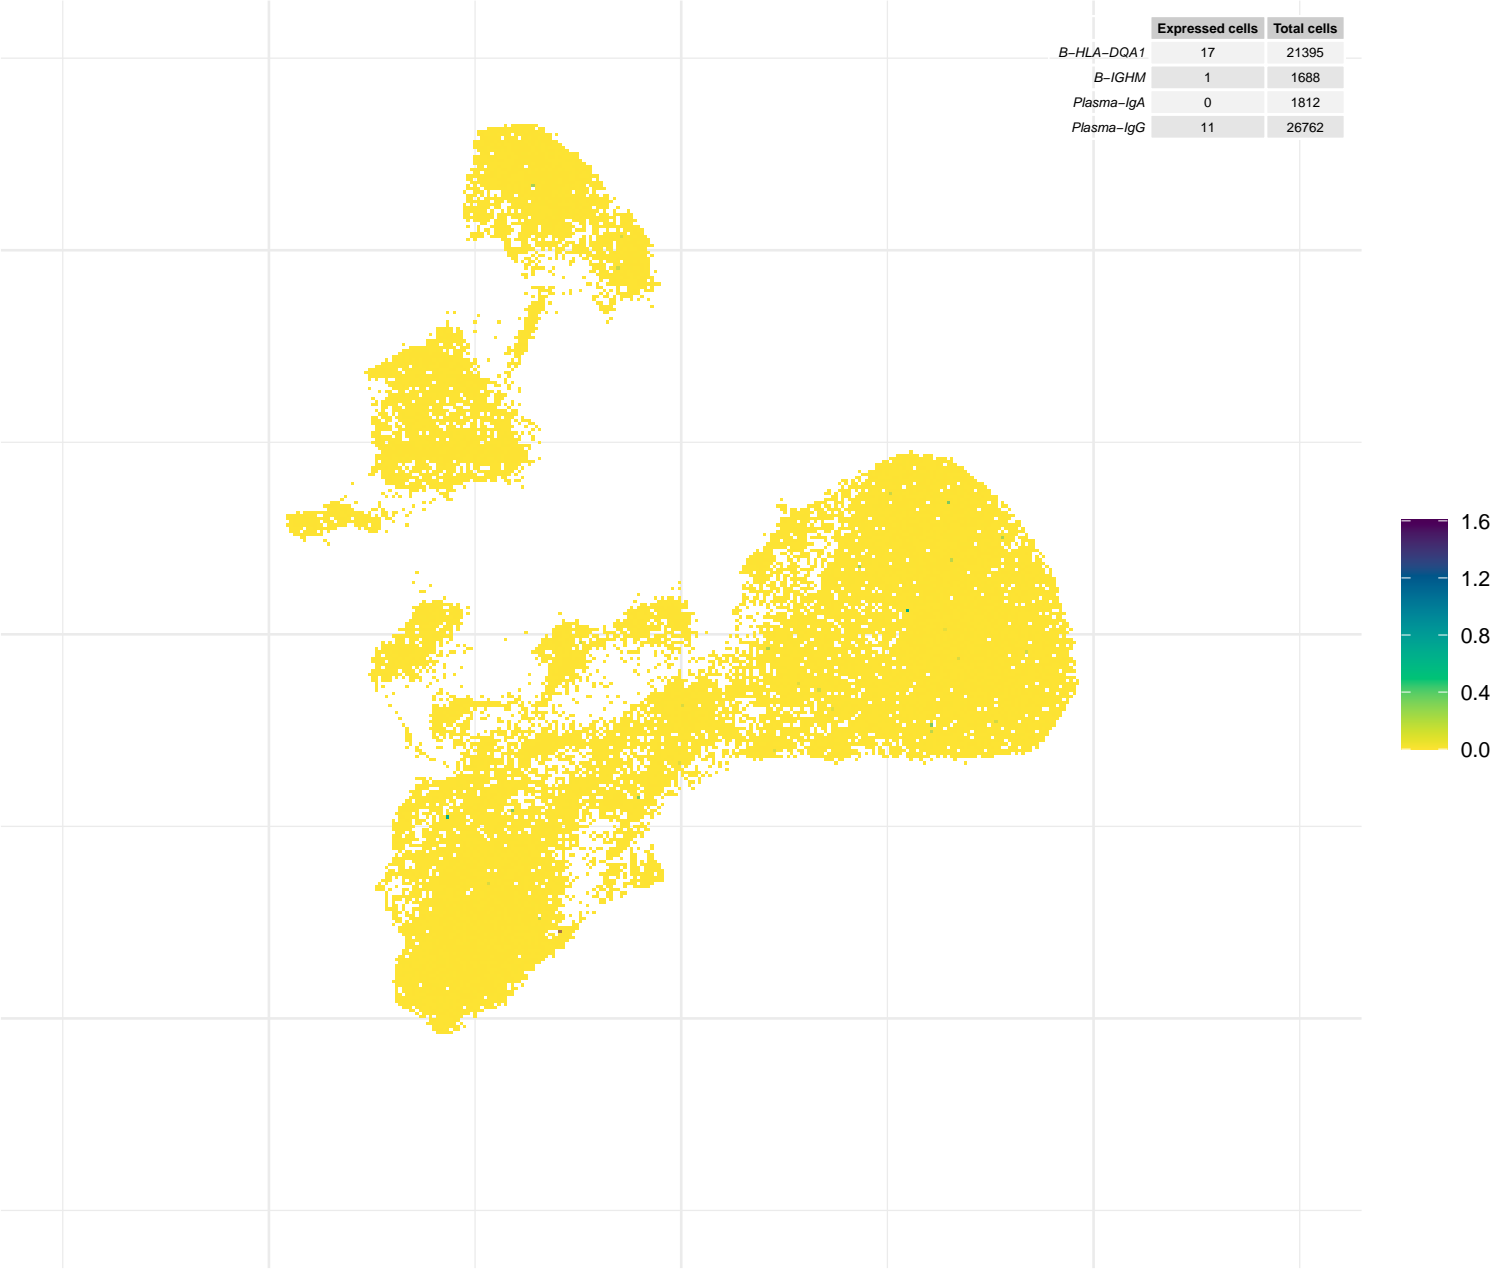 Expressed cells Total cells
B−HLA−DQA1 17 21395
B−IGHM 1 1688
Plasma−IgA 0 1812
Plasma−IgG 11 26762
1.6
1.2
0.8
0.4
0.0